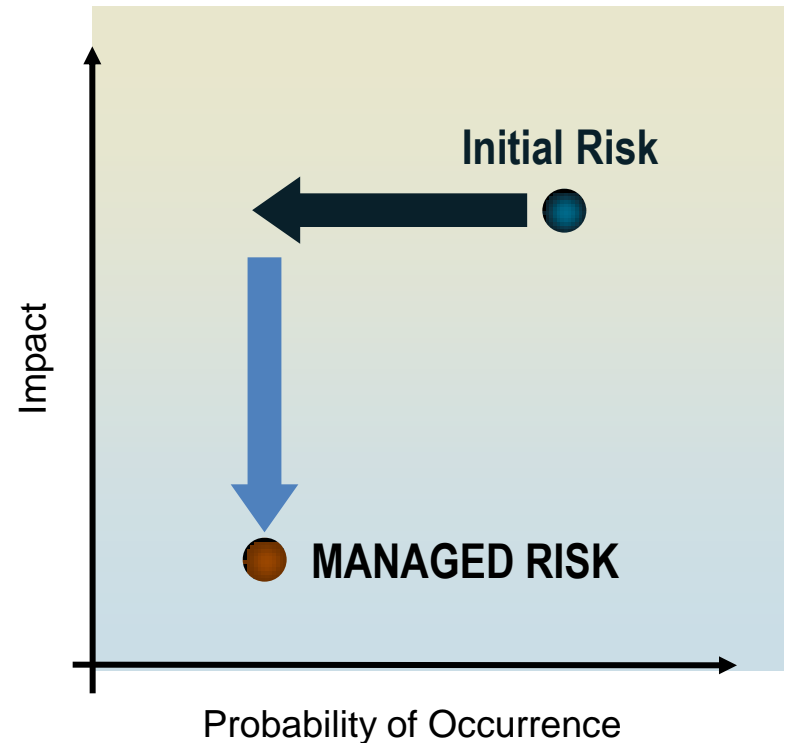 Initial Risk
Impact
MANAGED RISK
Probability of Occurrence